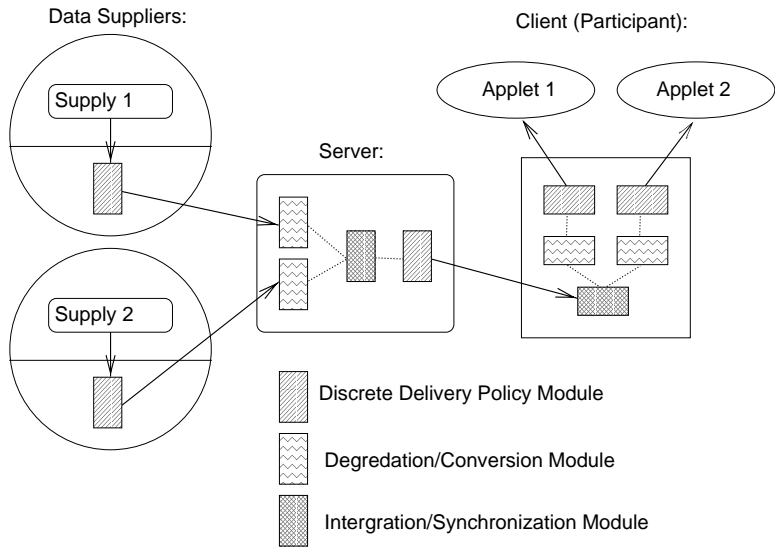 Data Suppliers:
Client (Participant):
Supply 1
Applet 1
Applet 2
Server:
Supply 2
Discrete Delivery Policy Module
Degredation/Conversion Module
Intergration/Synchronization Module